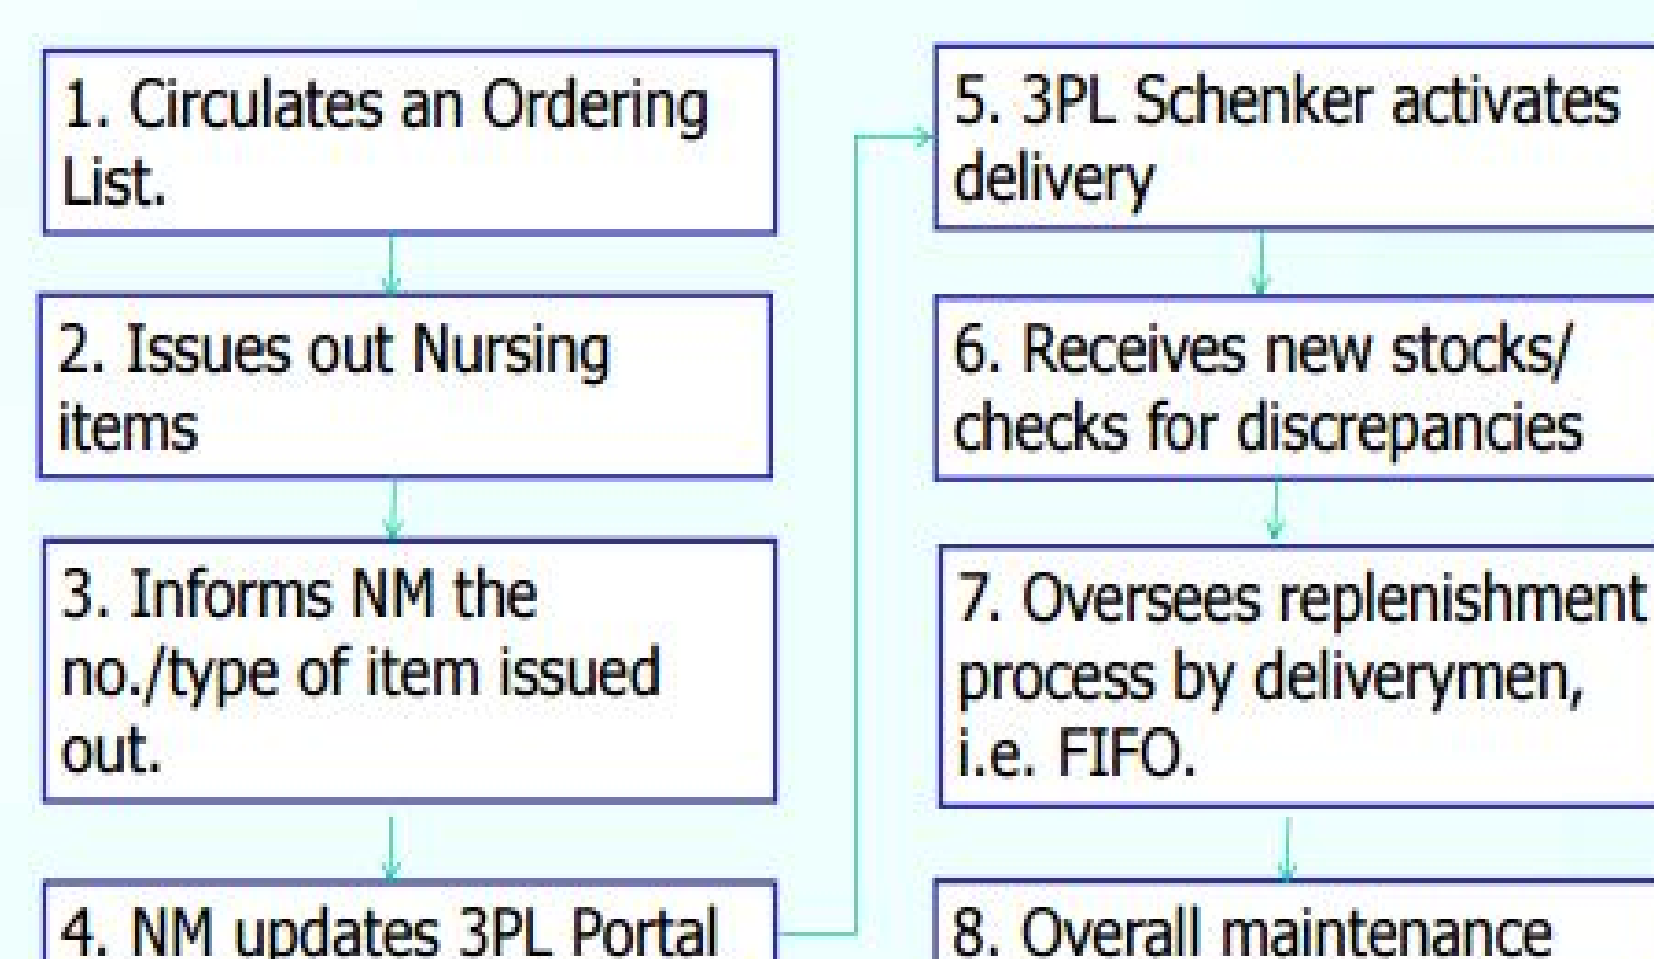 1. Circulates an Ordering
List.
2. Issues out Nursing
items
3. Informs NM the
no./type of item issued
out.
4. NM updates 3PL Portal
5. 3PL Schenker activates
delivery
6. Receives new stocks/
checks for discrepancies
7. Oversees replenishment
process by deliverymen,
i.e. FIFO.
8. Overall maintenance